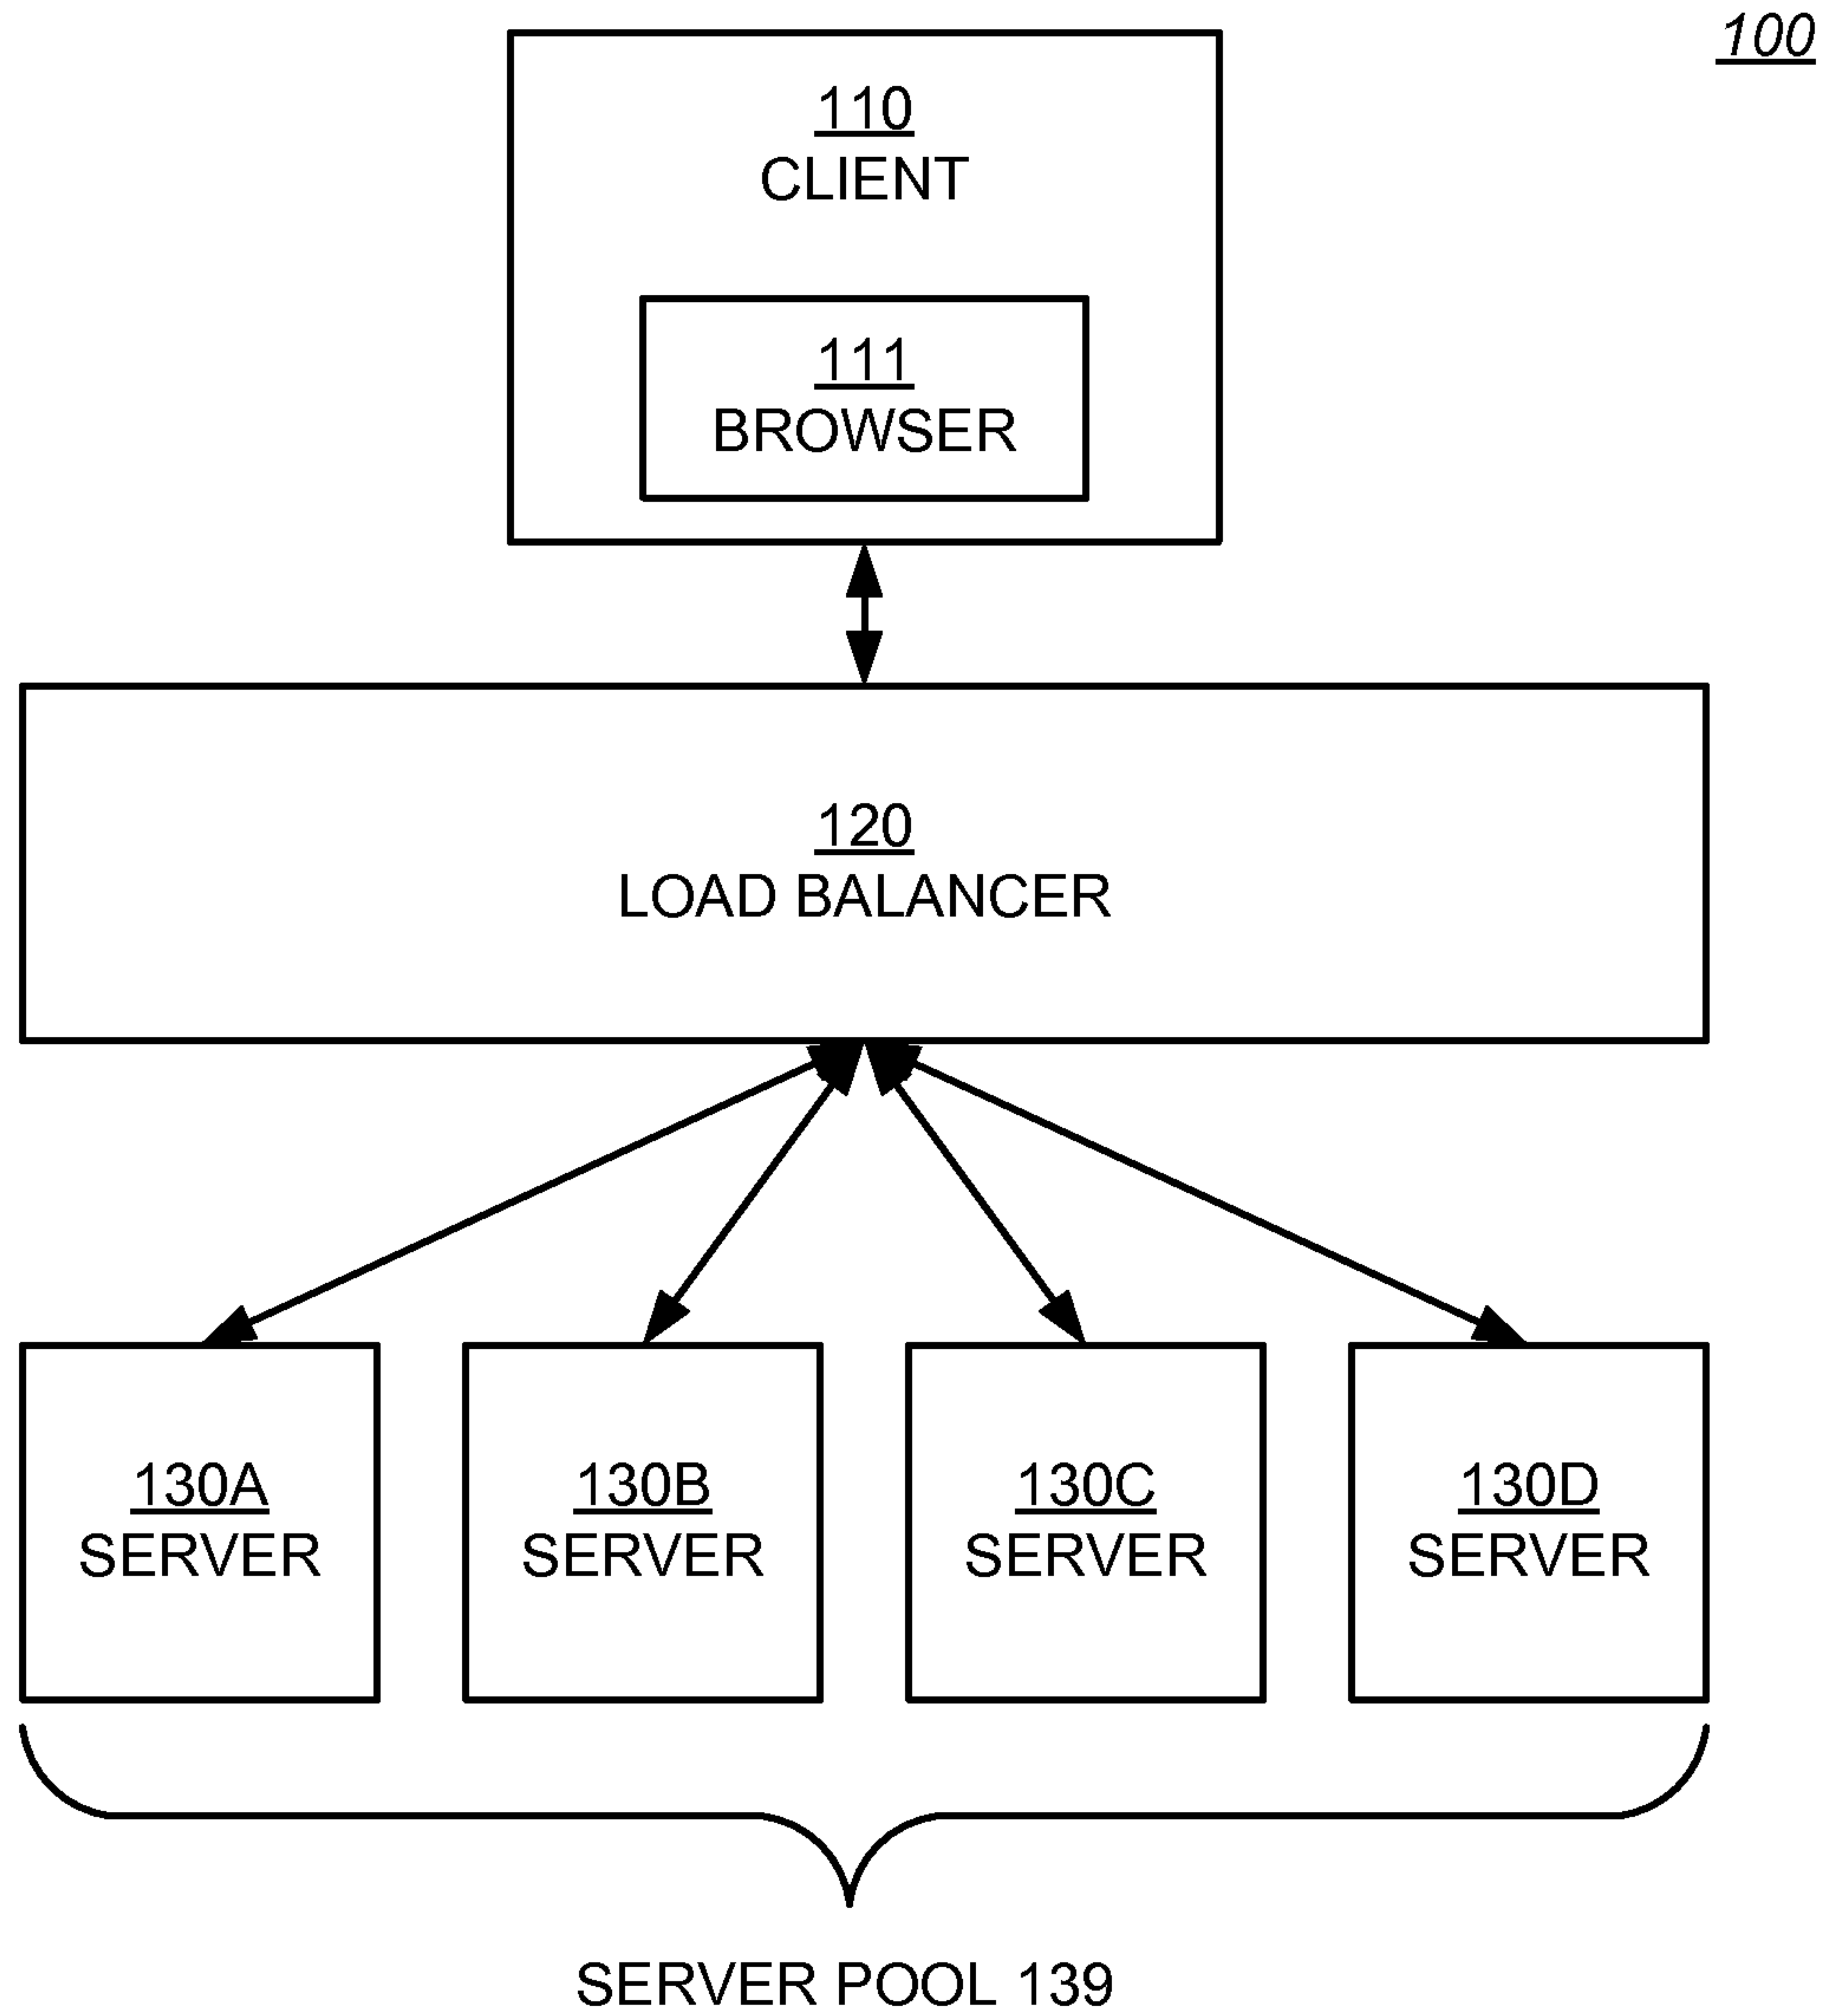 100
110
CLIENT
111
BROWSER
120
LOAD BALANCER
130A
SERVER
130B
SERVER
130C
SERVER
130D
SERVER
SERVER POOL 139